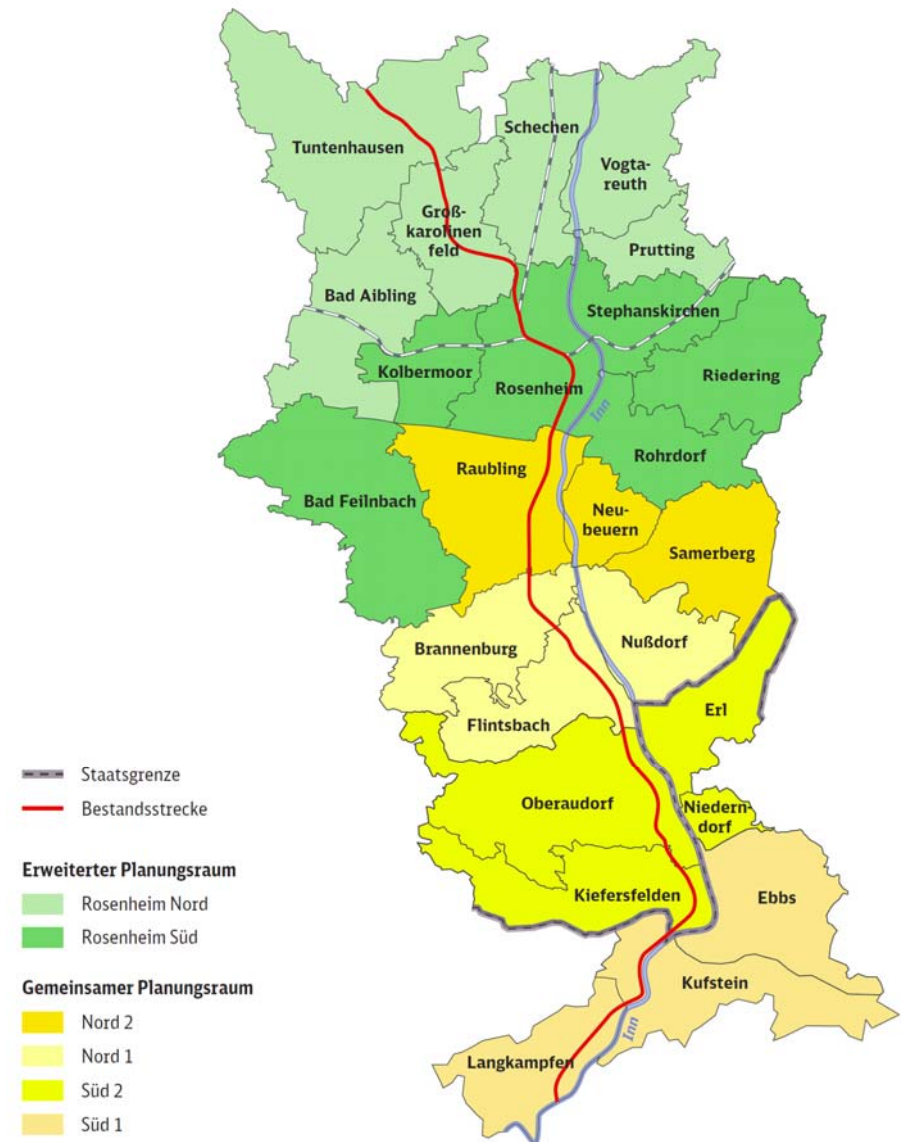 Tuntenhausen
Schechen
Vogta-
reuth
Groß-
karolinen
feld
Prutting
Bad Aibling
Stephanskirchen
Kolbermoor
Rosenheim
Riedering
Inn
Rohrdorf
Raubling
Bad Feilnbach
Neu-
beuern
Samerberg
Nußdorf
Brannenburg
Erl
Flintsbach
Oberaudorf
Niedern-
dorf
Kiefersfelden
Ebbs
Kufstein
Inn
Langkampfen
Staatsgrenze
Bestandsstrecke
Erweiterter Planungsraum
Rosenheim Nord
Rosenheim Süd
Gemeinsamer Planungsraum
Nord 2
Nord 1
Süd 2
Süd 1